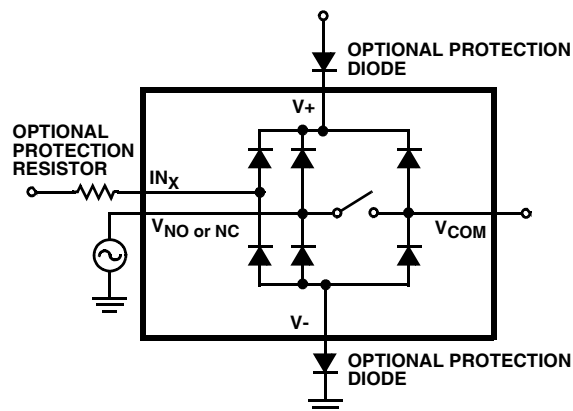 OPTIONAL PROTECTION
DIODE
V+
OPTIONAL
PROTECTION
RESISTOR
INX
VNO or NC
VCOM
V-
OPTIONAL PROTECTION
DIODE